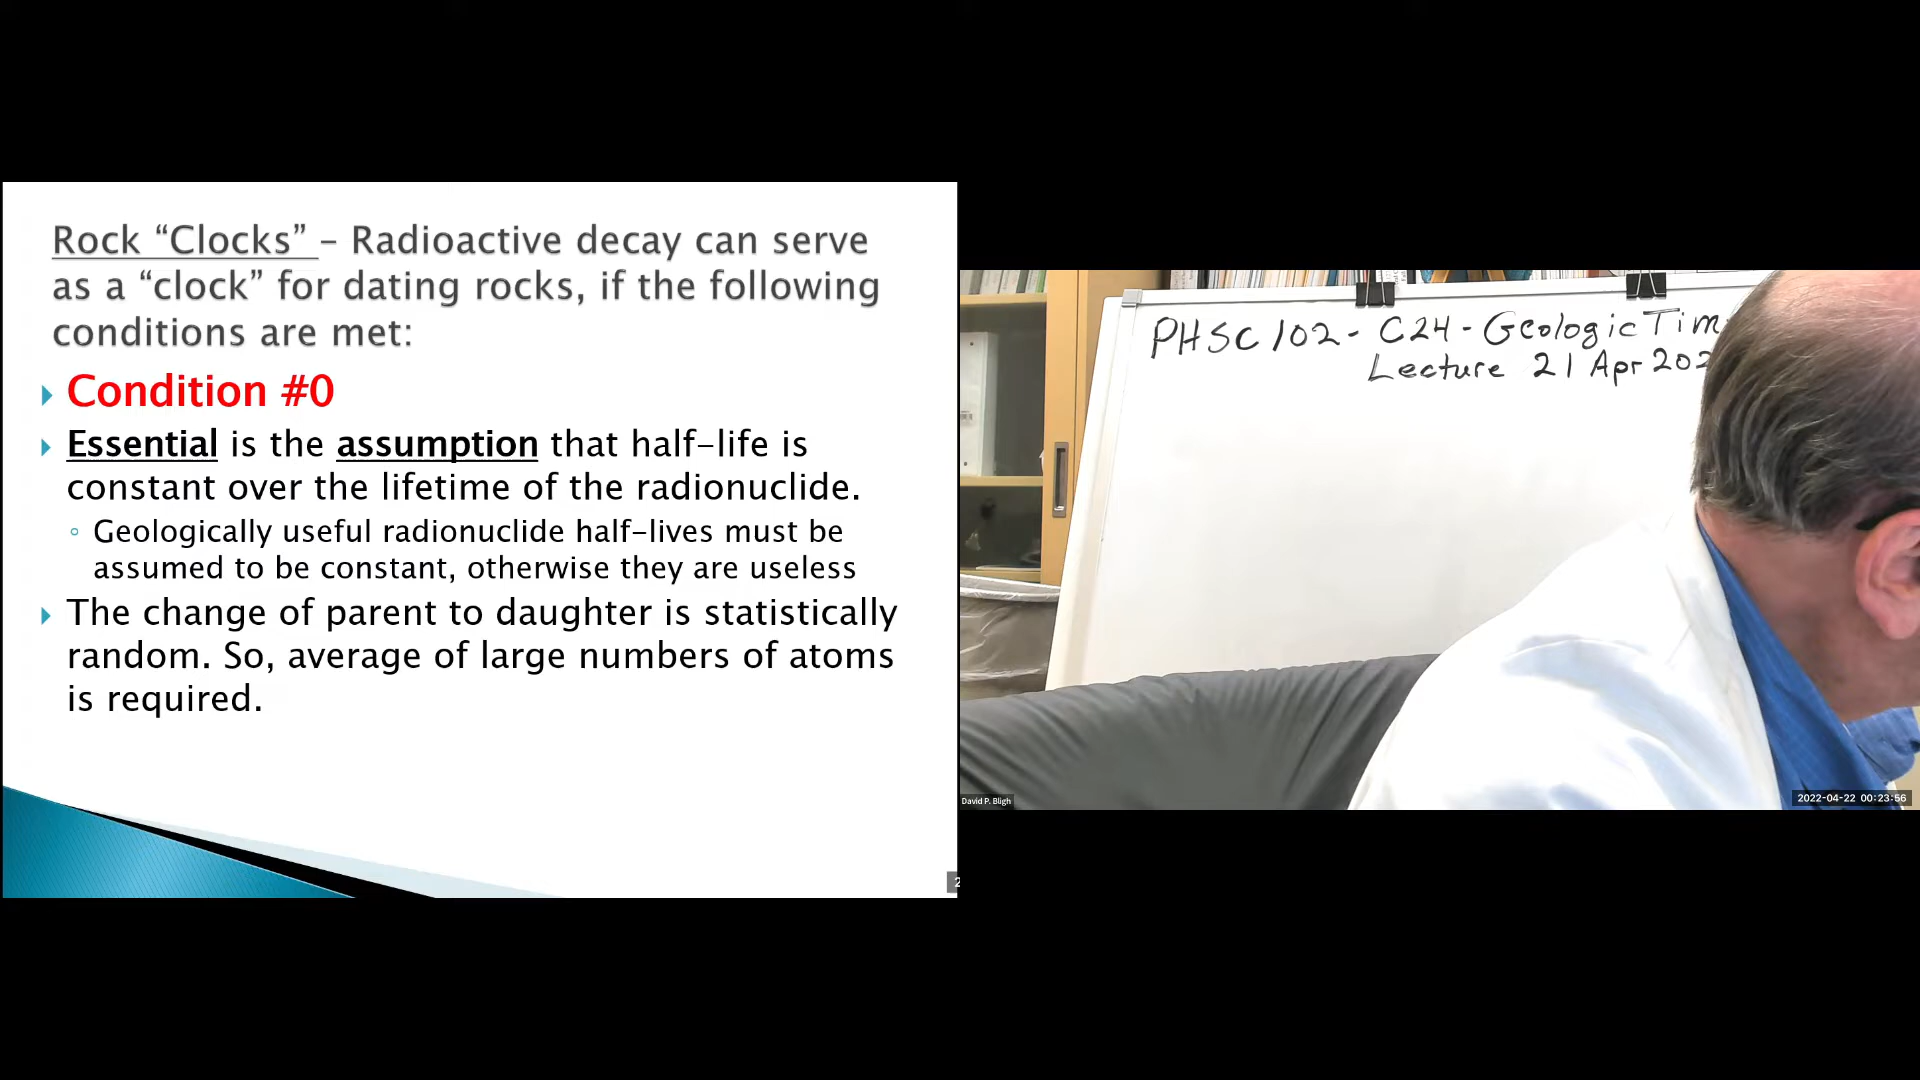 Rock “Clocks” – Radioactive decay can serve
as a “clock” for dating rocks, if the following
conditions are met:
Condition #0
Essential is the assumption that half-life is
constant over the lifetime of the radionuclide.
Geologically useful radionuclide half-lives must be
assumed to be constant, otherwise they are useless
The change of parent to daughter is statistically
random. So, average of large numbers of atoms
is required.
2
PHSC 102 - C24 - Geologic Tim
Lecture 21 Apr 202
David P. Bligh
2022-04-22 00:23:56